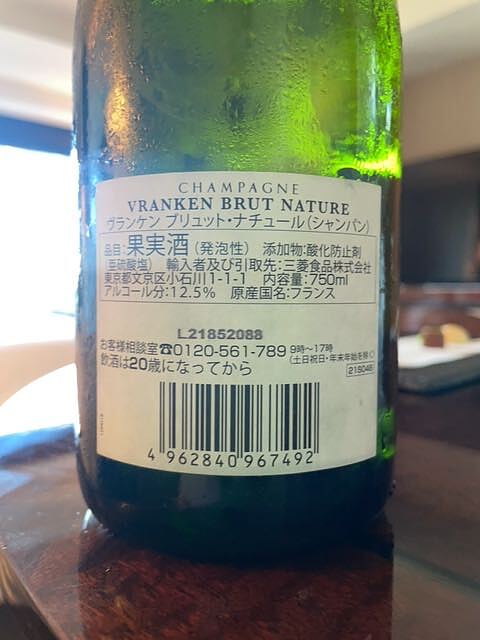 CHAMPAGNE
VRANKEN BRUT NATURE
ヴランケン ブリュット・ナチュール(シャンパン)
品目:果実酒(発泡性) 添加物:酸化防止剤
(亜硫酸塩) 輸入者及び引取先:三菱食品株式会社
東京都文京区小石川1-1-1 内容量:750ml
アルコール分:12.5% 原産国名:フランス
L21852088
お客様相談室☎0120-561-789 9時〜17時
(土日祝日・年末年始を除く)
飲酒は20歳になってから
21S046
4 962840 967492